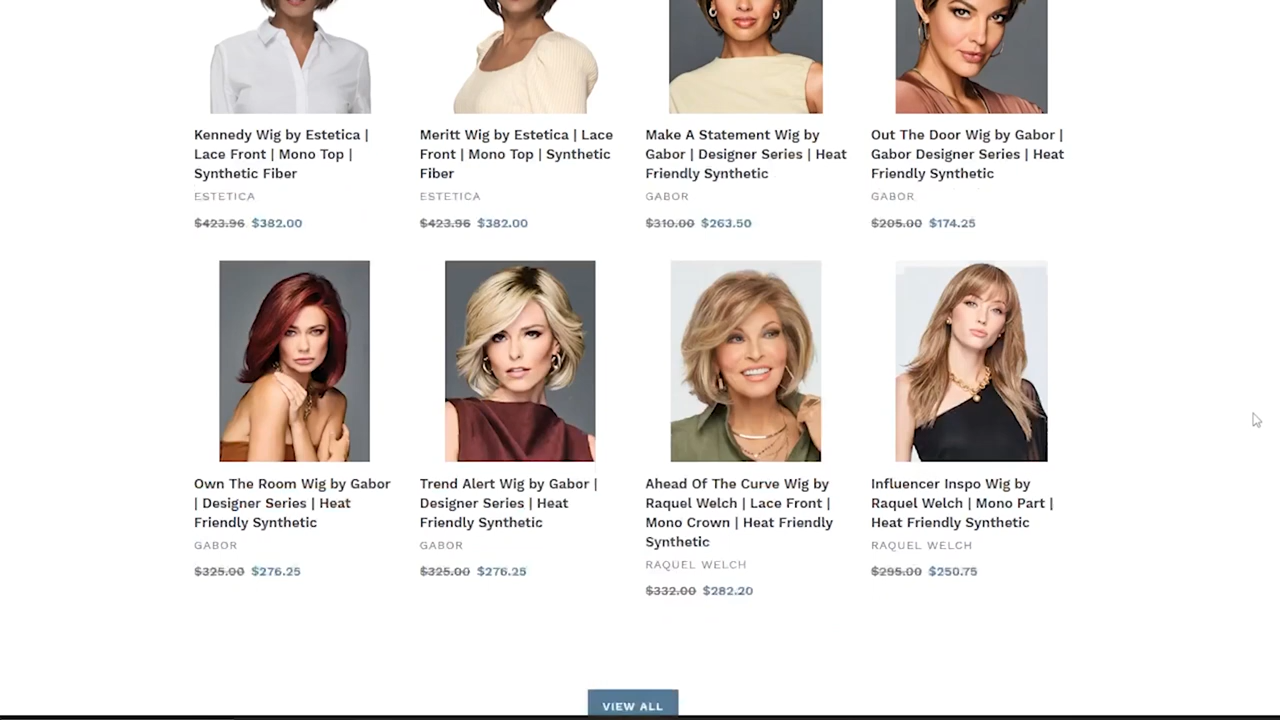 Kennedy Wig by Estetica |
Lace Front | Mono Top |
Synthetic Fiber
ESTETICA
$423.96 $382.00
Meritt Wig by Estetica | Lace
Front | Mono Top | Synthetic
Fiber
ESTETICA
$423.96 $382.00
Make A Statement Wig by
Gabor | Designer Series | Heat
Friendly Synthetic
GABOR
$310.00 $263.50
Out The Door Wig by Gabor |
Gabor Designer Series | Heat
Friendly Synthetic
GABOR
$205.00 $174.25
Own The Room Wig by Gabor
| Designer Series | Heat
Friendly Synthetic
GABOR
$325.00 $276.25
Trend Alert Wig by Gabor |
Designer Series | Heat
Friendly Synthetic
GABOR
$325.00 $276.25
Ahead Of The Curve Wig by
Raquel Welch | Lace Front |
Mono Crown | Heat Friendly
Synthetic
RAQUEL WELCH
$332.00 $282.20
Influencer Inspo Wig by
Raquel Welch | Mono Part |
Heat Friendly Synthetic
RAQUEL WELCH
$295.00 $250.75
VIEW ALL